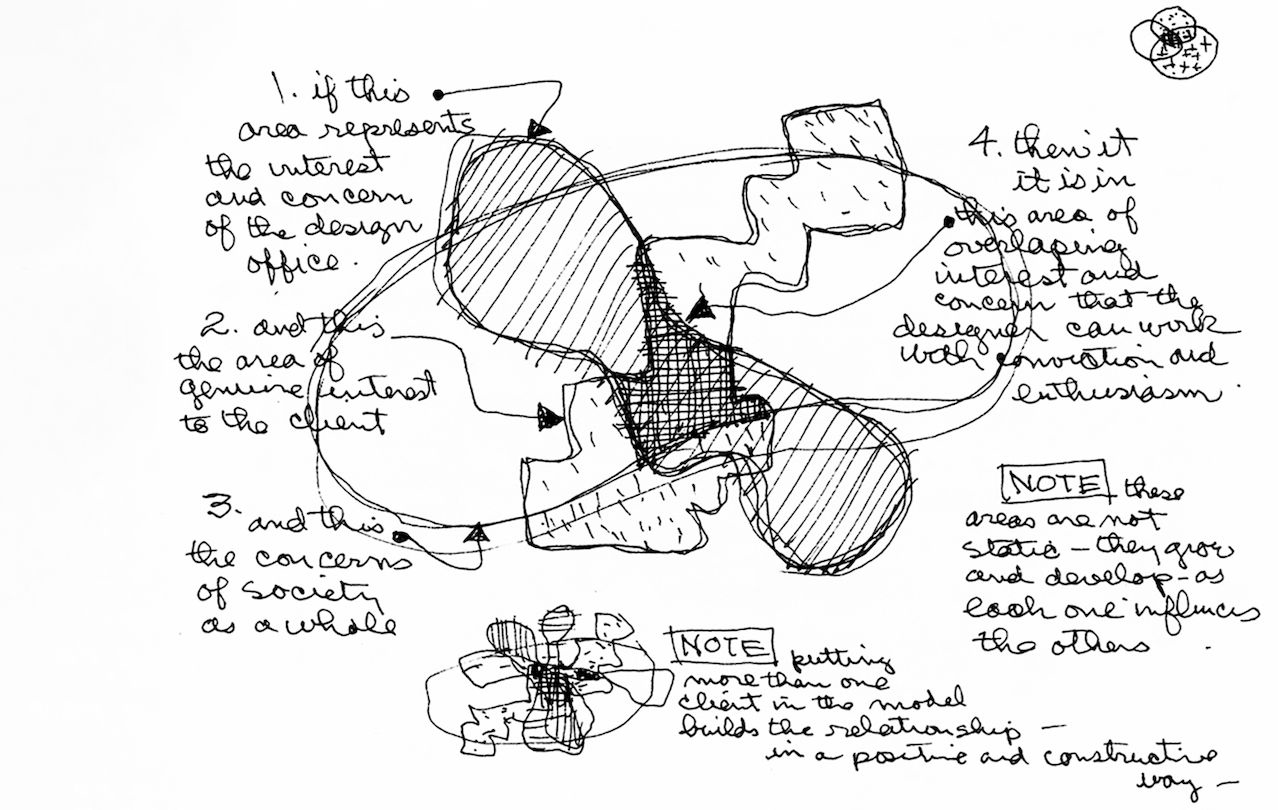 1. if this
area represents
the interest
and concern
of the design
office.
2. and this
the area of
genuine interest
to the client
3. and this
the concerns
of society
as a whole
4. then it
it is in
this area of
overlaping
interest and
concern that the
designer can work
with conviction and
enthusiasm.
NOTE these
areas are not
static – they grow
and develop – as
each one influences
the others.
NOTE putting
more than one
client in the model
builds the relationship –
in a positive and constructive
way –